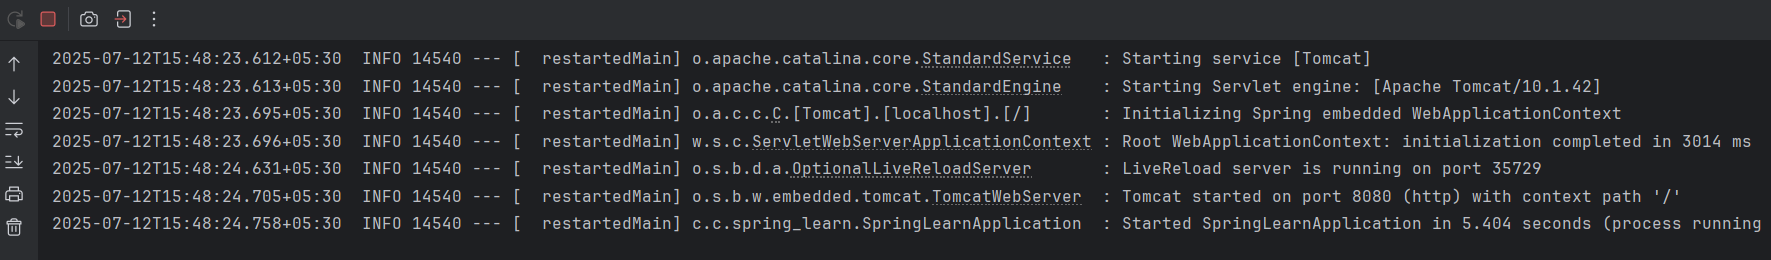 2025-07-12T15:48:23.612+05:30  INFO 14540 --- [  restartedMain] o.apache.catalina.core.StandardService   : Starting service [Tomcat]
2025-07-12T15:48:23.613+05:30  INFO 14540 --- [  restartedMain] o.apache.catalina.core.StandardEngine    : Starting Servlet engine: [Apache Tomcat/10.1.42]
2025-07-12T15:48:23.695+05:30  INFO 14540 --- [  restartedMain] o.a.c.c.C.[Tomcat].[localhost].[/]       : Initializing Spring embedded WebApplicationContext
2025-07-12T15:48:23.696+05:30  INFO 14540 --- [  restartedMain] w.s.c.ServletWebServerApplicationContext : Root WebApplicationContext: initialization completed in 3014 ms
2025-07-12T15:48:24.631+05:30  INFO 14540 --- [  restartedMain] o.s.b.d.a.OptionalLiveReloadServer       : LiveReload server is running on port 35729
2025-07-12T15:48:24.705+05:30  INFO 14540 --- [  restartedMain] o.s.b.w.embedded.tomcat.TomcatWebServer  : Tomcat started on port 8080 (http) with context path '/'
2025-07-12T15:48:24.758+05:30  INFO 14540 --- [  restartedMain] c.c.spring_learn.SpringLearnApplication  : Started SpringLearnApplication in 5.404 seconds (process running